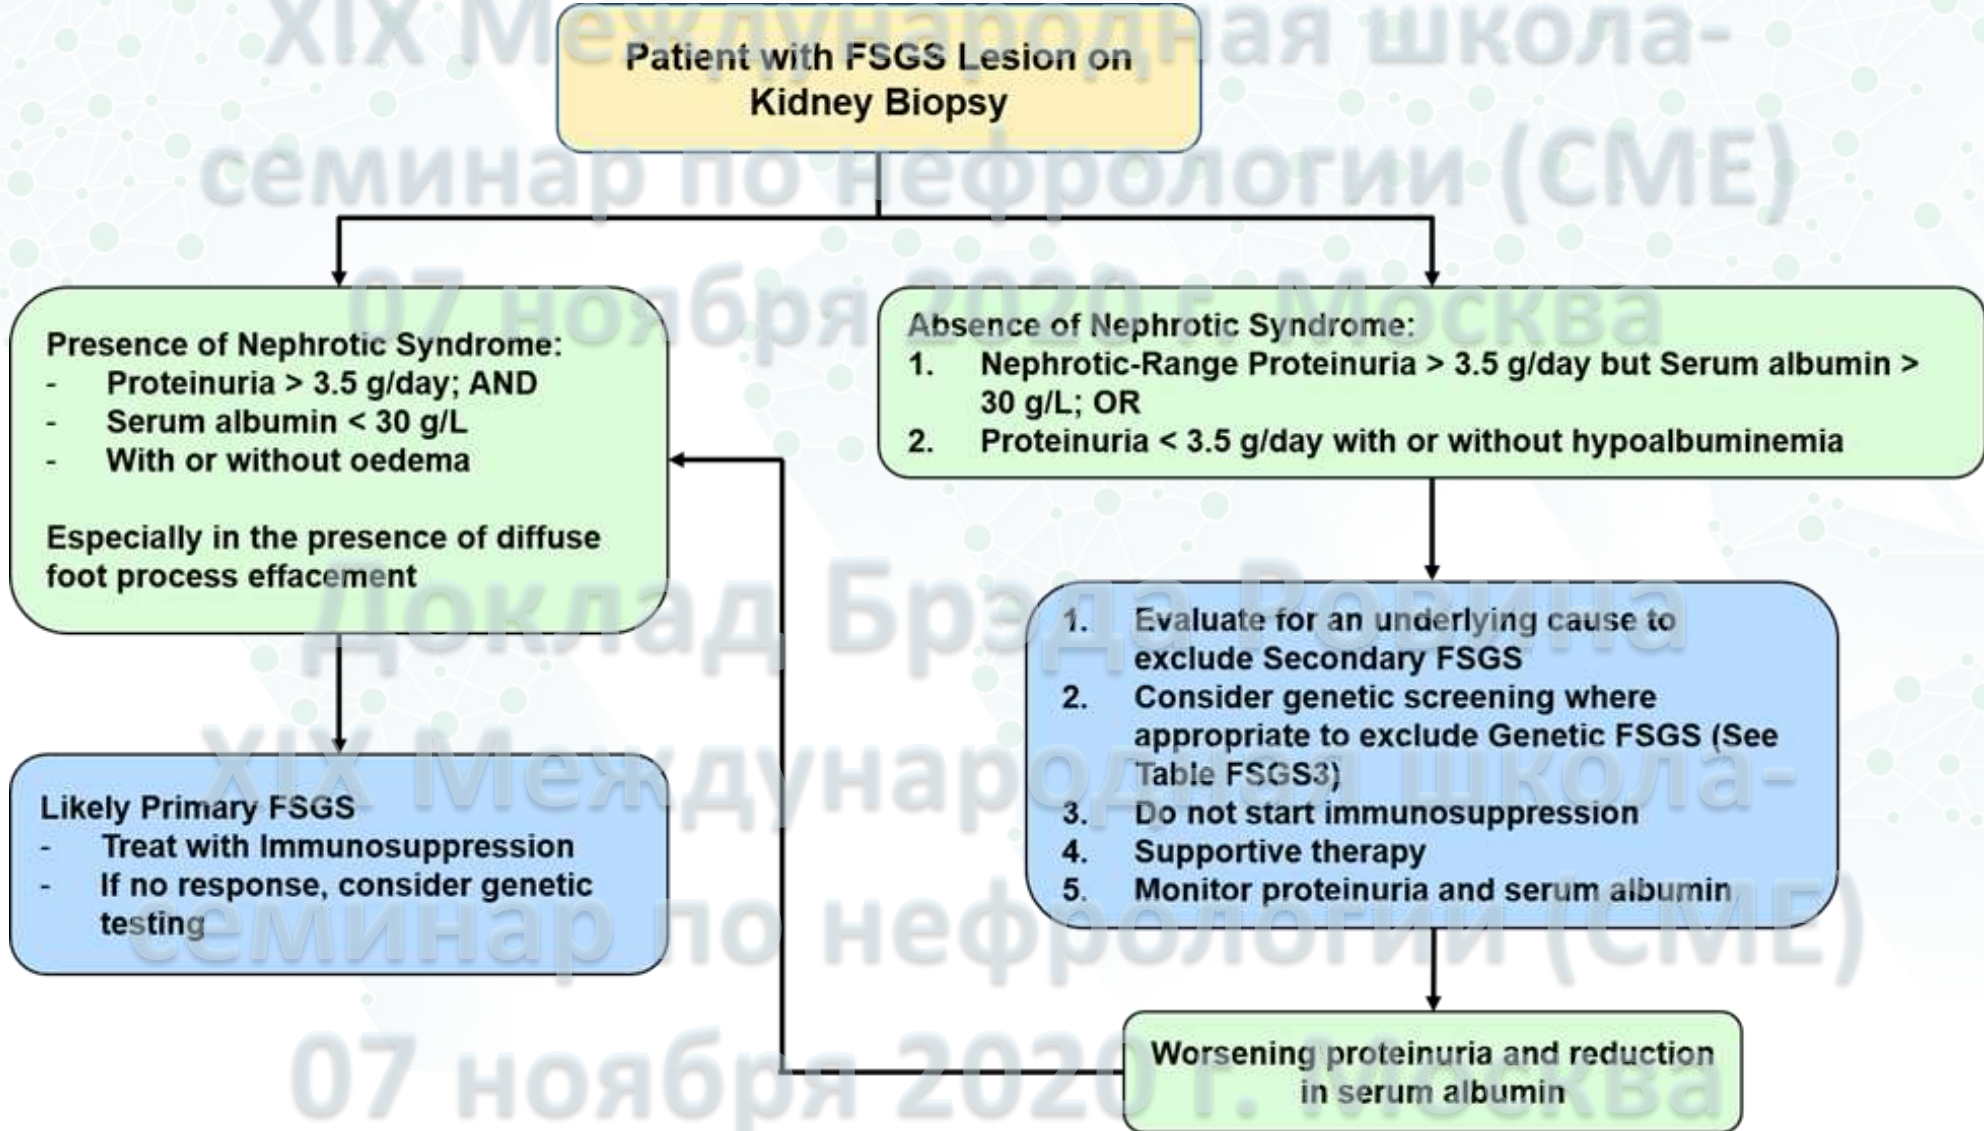 XIX Международная школа-
семинар по нефрологии (CME)
07 ноября 2020 г. Москва
Доклад Брэда Ровина
XIX Международная школа-
семинар по нефрологии (CME)
07 ноября 2020 г. Москва
Patient with FSGS Lesion on
Kidney Biopsy
Presence of Nephrotic Syndrome:
- Proteinuria > 3.5 g/day; AND
- Serum albumin < 30 g/L
- With or without oedema
Especially in the presence of diffuse
foot process effacement
Likely Primary FSGS
- Treat with Immunosuppression
- If no response, consider genetic
testing
Absence of Nephrotic Syndrome:
1. Nephrotic-Range Proteinuria > 3.5 g/day but Serum albumin >
30 g/L; OR
2. Proteinuria < 3.5 g/day with or without hypoalbuminemia
1. Evaluate for an underlying cause to
exclude Secondary FSGS
2. Consider genetic screening where
appropriate to exclude Genetic FSGS (See
Table FSGS3)
3. Do not start immunosuppression
4. Supportive therapy
5. Monitor proteinuria and serum albumin
Worsening proteinuria and reduction
in serum albumin